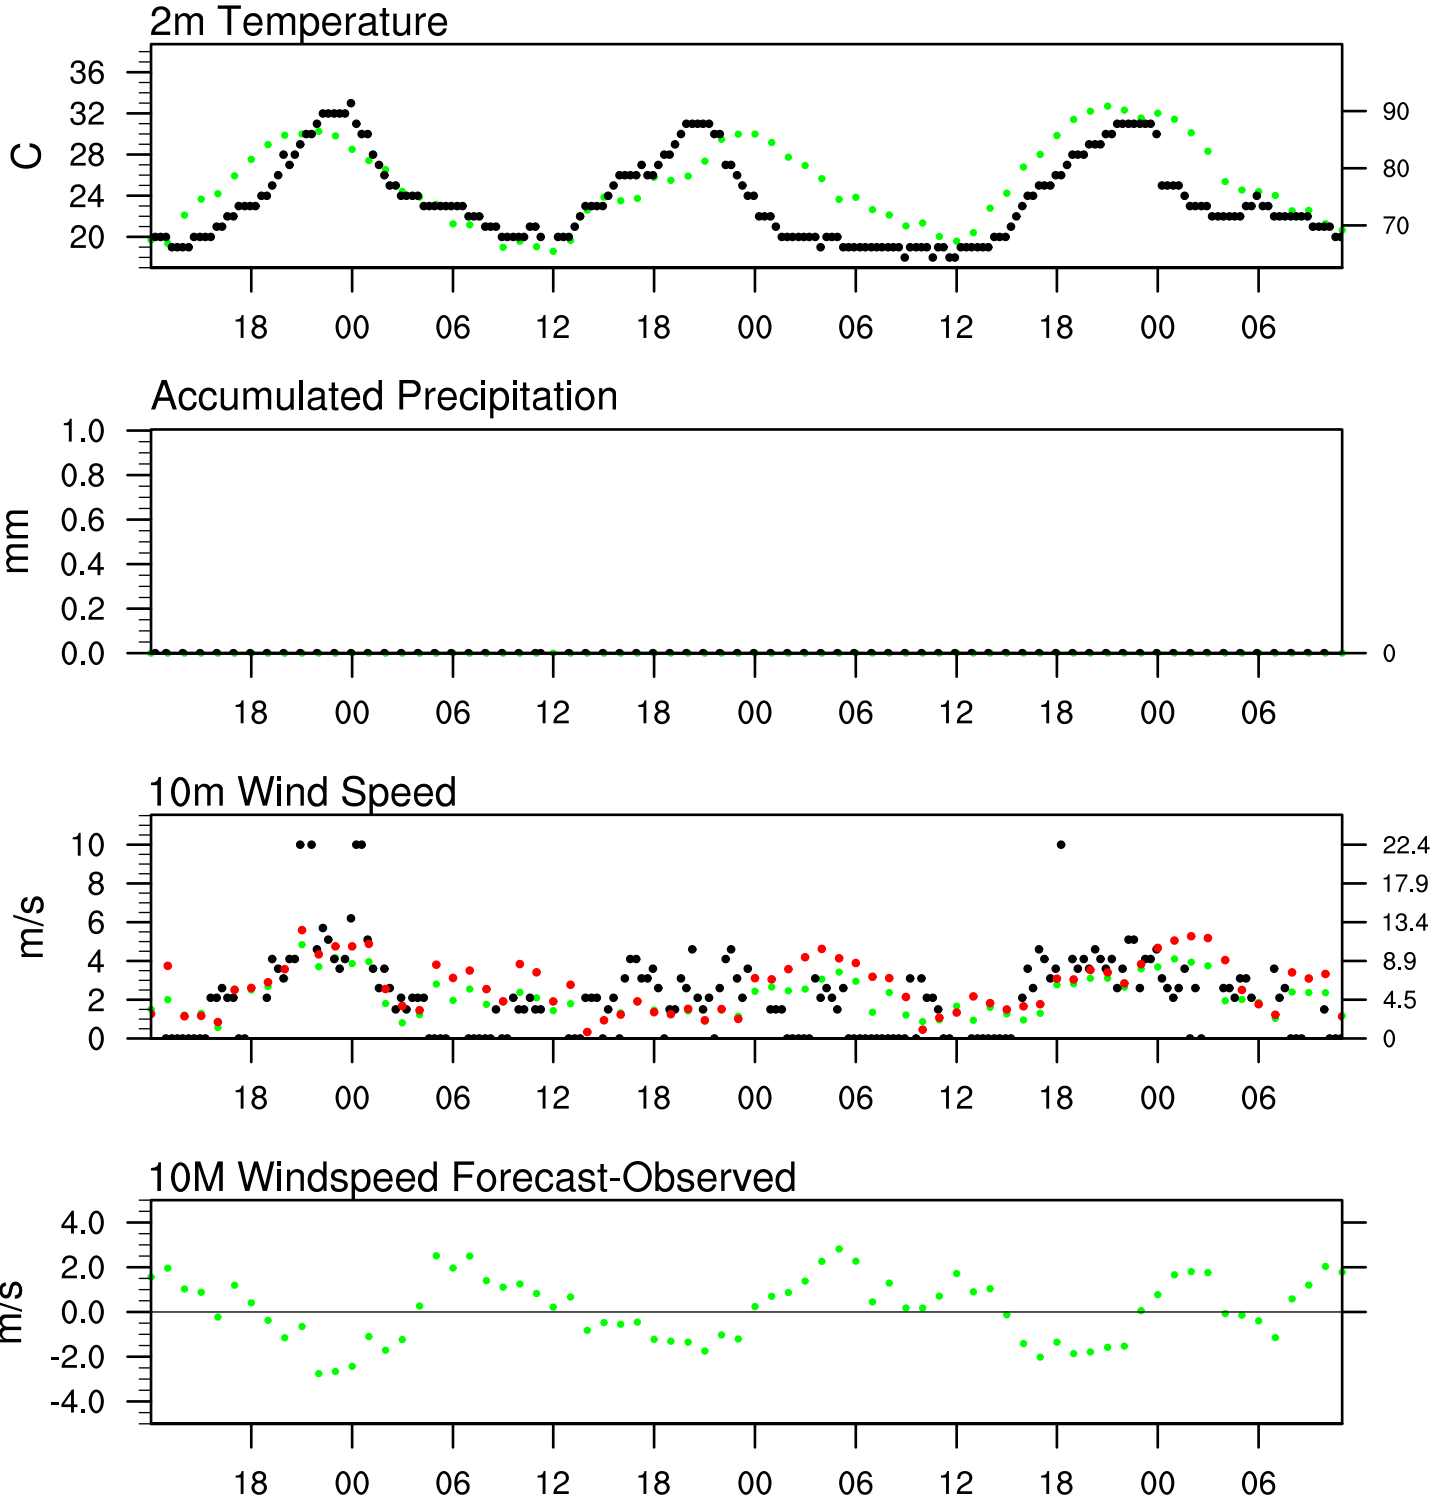 2m Temperature
36
32
28
24
20
C
90
80
70
18 00 06 12 18 00 06 12 18 00 06
Accumulated Precipitation
1.0
0.8
0.6
0.4
0.2
0.0
mm
0
18 00 06 12 18 00 06 12 18 00 06
10m Wind Speed
10
8
6
4
2
0
m/s
22.4
17.9
13.4
8.9
4.5
0
18 00 06 12 18 00 06 12 18 00 06
10M Windspeed Forecast-Observed
4.0
2.0
0.0
-2.0
-4.0
m/s
18 00 06 12 18 00 06 12 18 00 06